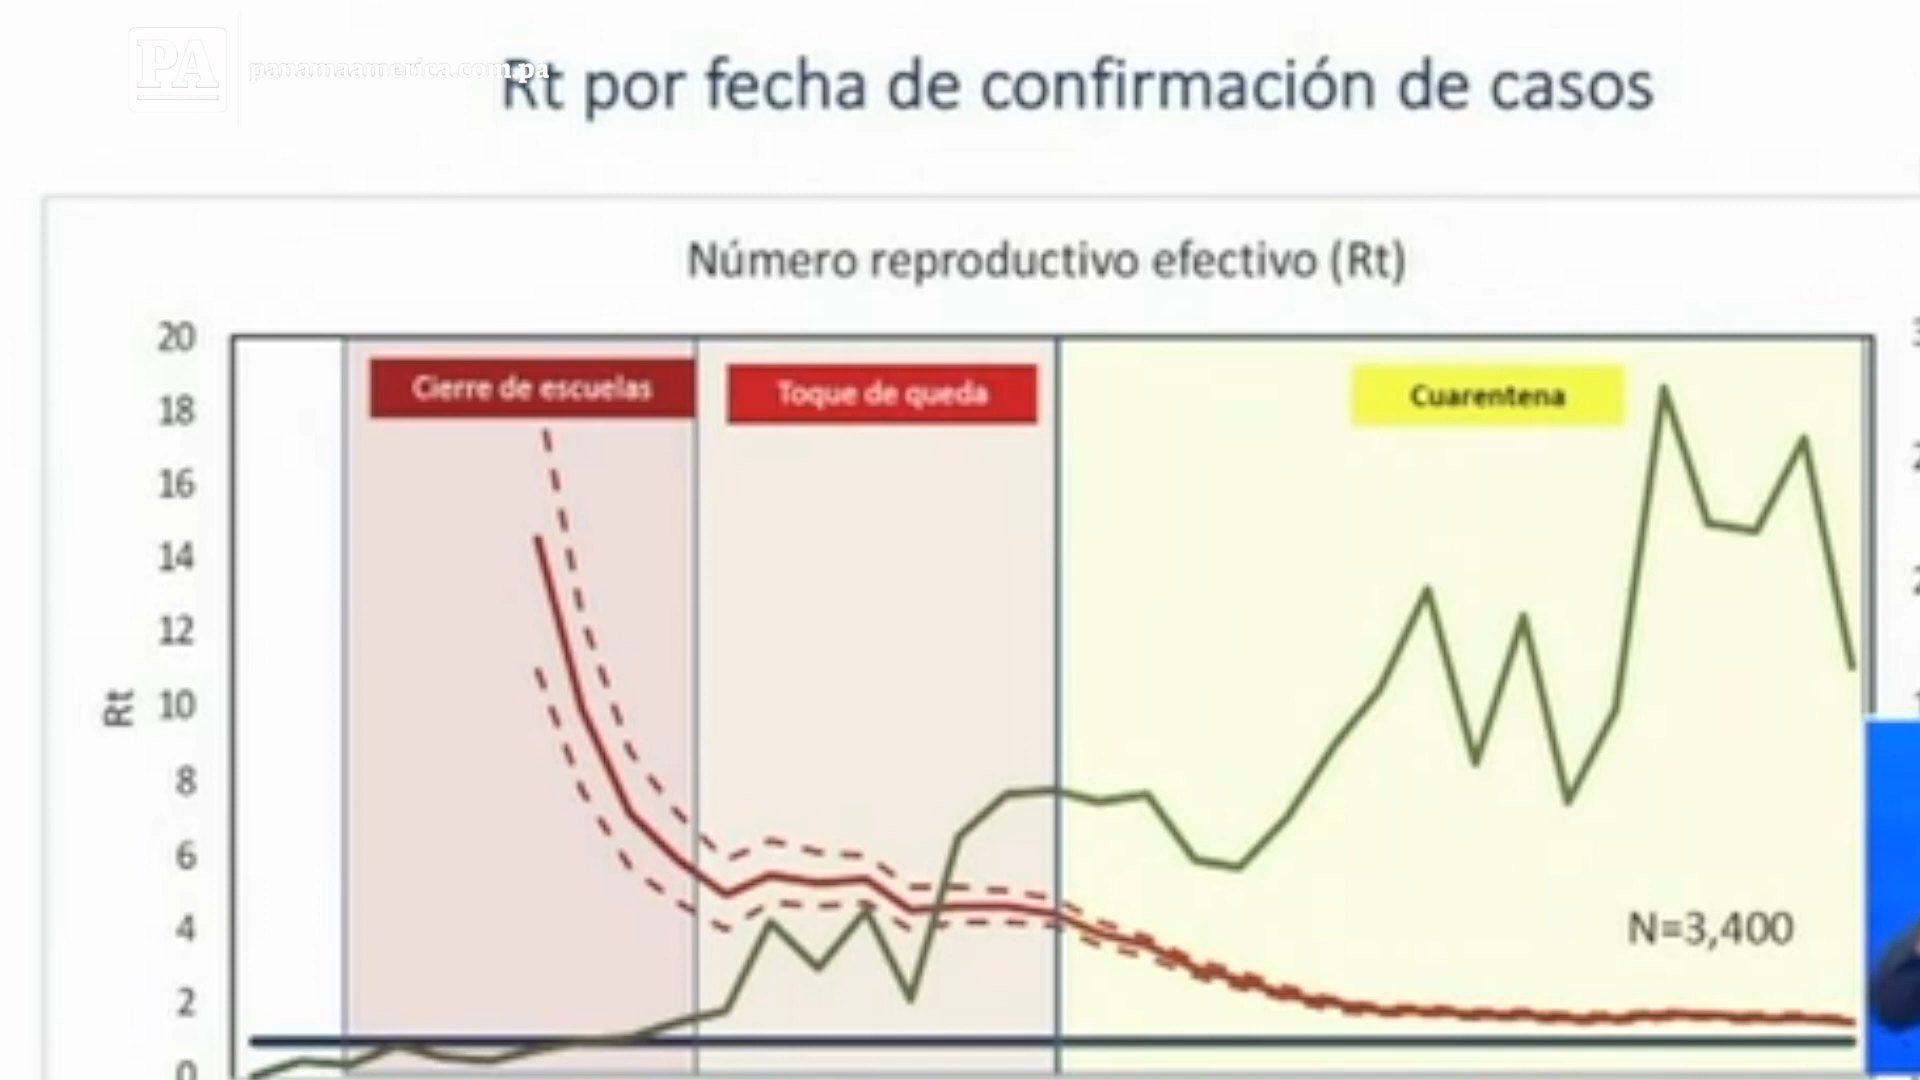 PA panamaamerica.com.pa
Rt por fecha de confirmación de casos
Número reproductivo efectivo (Rt)
20
18
16
14
12
10
8
6
4
2
0
Rt
Cierre de escuelas
Toque de queda
Cuarentena
N=3,400